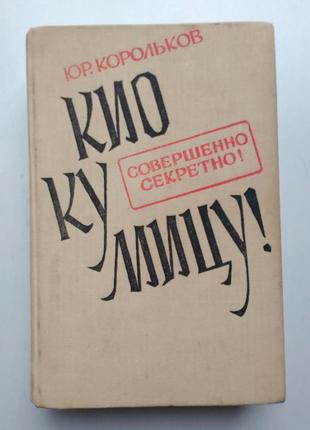 ЮР. КОРОЛЬКОВ
КИО
КУ
СОВЕРШЕННО
СЕКРЕТНО!
МИЦУ!